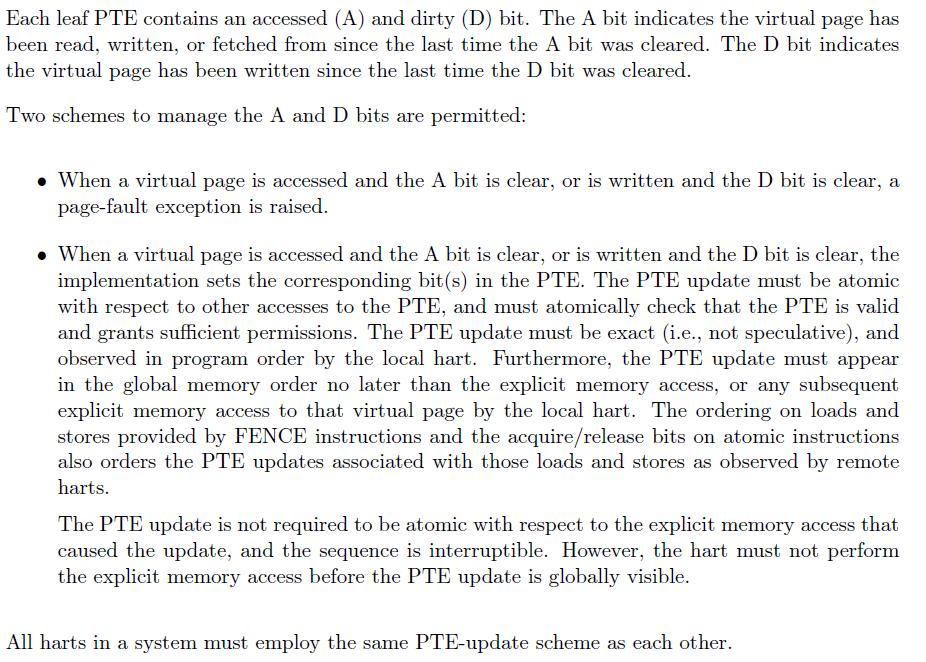 Each leaf PTE contains an accessed (A) and dirty (D) bit. The A bit indicates the virtual page has
been read, written, or fetched from since the last time the A bit was cleared. The D bit indicates
the virtual page has been written since the last time the D bit was cleared.
Two schemes to manage the A and D bits are permitted:
• When a virtual page is accessed and the A bit is clear, or is written and the D bit is clear, a
page-fault exception is raised.
• When a virtual page is accessed and the A bit is clear, or is written and the D bit is clear, the
implementation sets the corresponding bit(s) in the PTE. The PTE update must be atomic
with respect to other accesses to the PTE, and must atomically check that the PTE is valid
and grants sufficient permissions. The PTE update must be exact (i.e., not speculative), and
observed in program order by the local hart. Furthermore, the PTE update must appear
in the global memory order no later than the explicit memory access, or any subsequent
explicit memory access to that virtual page by the local hart. The ordering on loads and
stores provided by FENCE instructions and the acquire/release bits on atomic instructions
also orders the PTE updates associated with those loads and stores as observed by remote
harts.
The PTE update is not required to be atomic with respect to the explicit memory access that
caused the update, and the sequence is interruptible. However, the hart must not perform
the explicit memory access before the PTE update is globally visible.
All harts in a system must employ the same PTE-update scheme as each other.